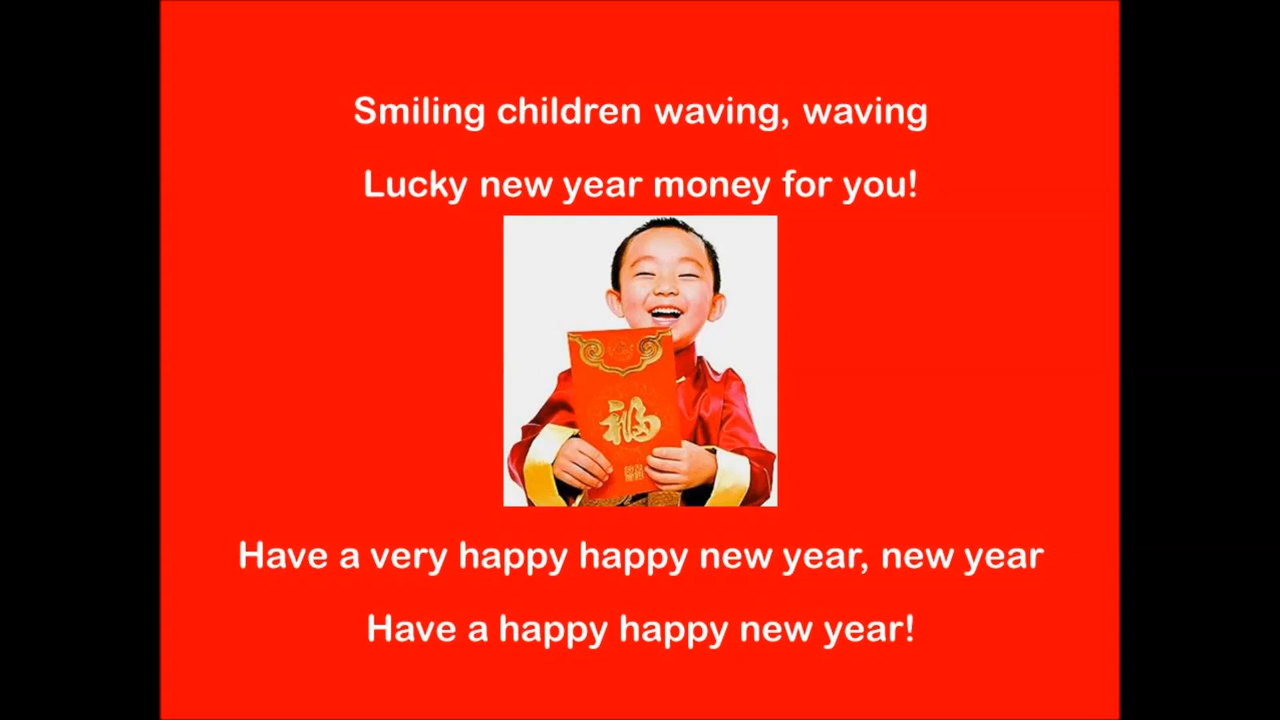 Smiling children waving, waving
Lucky new year money for you!
福
Have a very happy happy new year, new year
Have a happy happy new year!